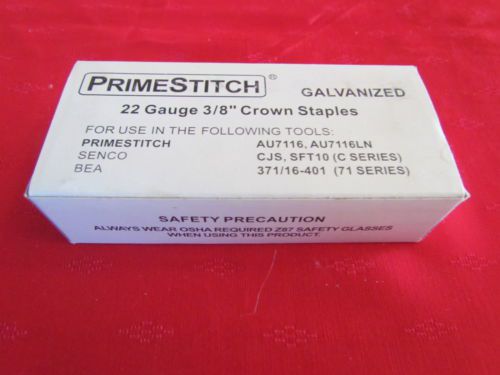 PRIMESTITCH® GALVANIZED
22 Gauge 3/8" Crown Staples
FOR USE IN THE FOLLOWING TOOLS:
PRIMESTITCH AU7116, AU7116LN
SENCO CJS, SFT10 (C SERIES)
BEA 371/16-401 (71 SERIES)
SAFETY PRECAUTION
ALWAYS WEAR OSHA REQUIRED Z87 SAFETY GLASSES
WHEN USING THIS PRODUCT.